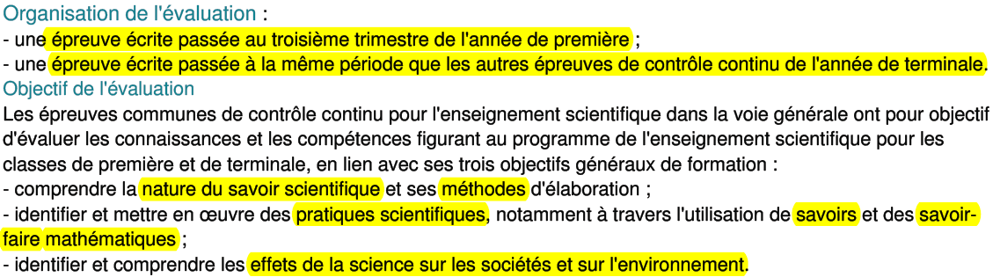 Organisation de l'évaluation :
- une épreuve écrite passée au troisième trimestre de l'année de première ;
- une épreuve écrite passée à la même période que les autres épreuves de contrôle continu de l'année de terminale.
Objectif de l'évaluation
Les épreuves communes de contrôle continu pour l'enseignement scientifique dans la voie générale ont pour objectif
d'évaluer les connaissances et les compétences figurant au programme de l'enseignement scientifique pour les
classes de première et de terminale, en lien avec ses trois objectifs généraux de formation :
- comprendre la nature du savoir scientifique et ses méthodes d'élaboration ;
- identifier et mettre en œuvre des pratiques scientifiques, notamment à travers l'utilisation de savoirs et des savoir-
faire mathématiques ;
- identifier et comprendre les effets de la science sur les sociétés et sur l'environnement.